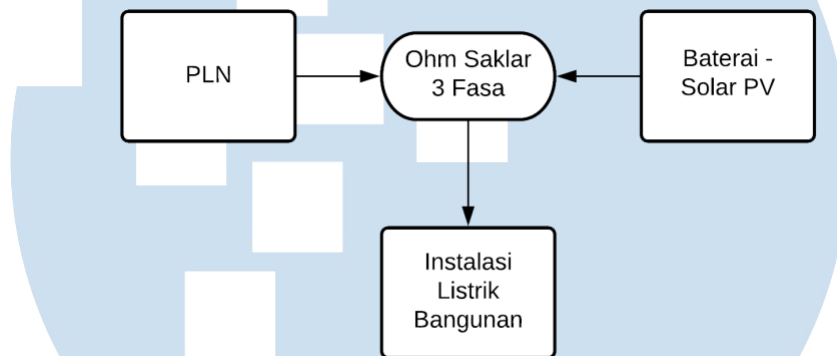 PLN
Ohm Saklar
3 Fasa
Baterai -
Solar PV
Instalasi
Listrik
Bangunan